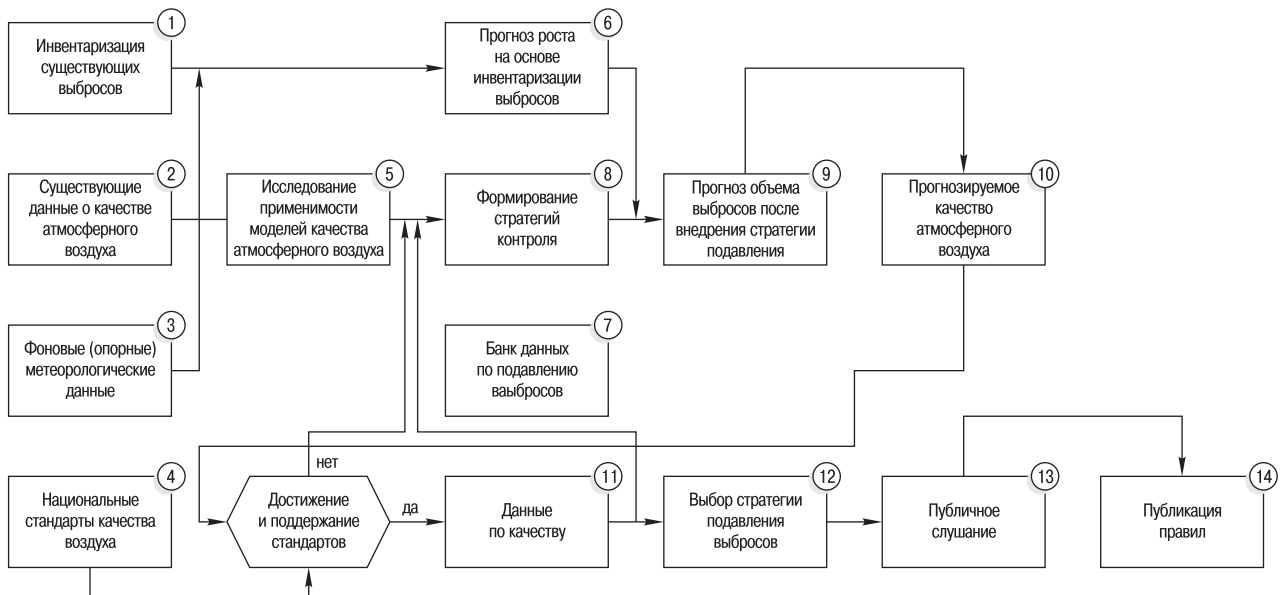 1
Инвентаризация
существующих
выбросов
6
Прогноз роста
на основе
инвентаризации
выбросов
2
Существующие
данные о качестве
атмосферного
воздуха
5
Исследование
применимости
моделей качества
атмосферного воздуха
8
Формирование
стратегий
контроля
9
Прогноз объема
выбросов после
внедрения стратегии
подавления
10
Прогнозируемое
качество
атмосферного
воздуха
3
Фоновые (опорные)
метеорологические
данные
7
Банк данных
по подавлению
ваыбросов
4
Национальные
стандарты качества
воздуха
нет
Достижение
и поддержание
стандартов
да
11
Данные
по качеству
12
Выбор стратегии
подавления
выбросов
13
Публичное
слушание
14
Публикация
правил